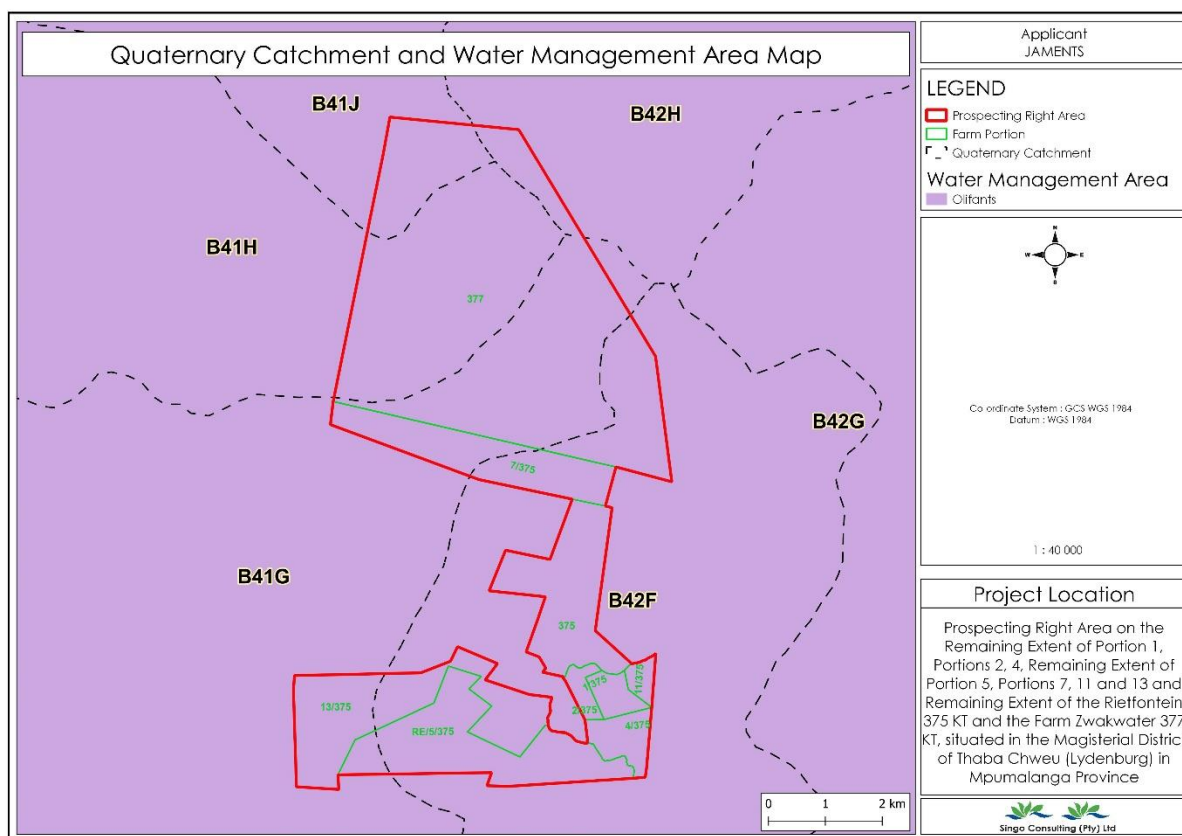 Quaternary Catchment and Water Management Area Map
B41J
B42H
B41H
377
B42G
7/375
B41G
B42F
375
1/375
11/375
13/375
2/375
RE/5/375
4/375
0 1 2 km
Applicant
JAMENTS
LEGEND
Prospecting Right Area
Farm Portion
Quaternary Catchment
Water Management Area
Olifants
N
W E
S
Co ordinate System : GCS WGS 1984
Datum : WGS 1984
1 : 40 000
Project Location
Prospecting Right Area on the
Remaining Extent of Portion 1,
Portions 2, 4, Remaining Extent of
Portion 5, Portions 7, 11 and 13 and
Remaining Extent of the Rietfontein
375 KT and the Farm Zwakwater 377
KT, situated in the Magisterial District
of Thaba Chweu (Lydenburg) in
Mpumalanga Province
Singo Consulting (Pty) Ltd